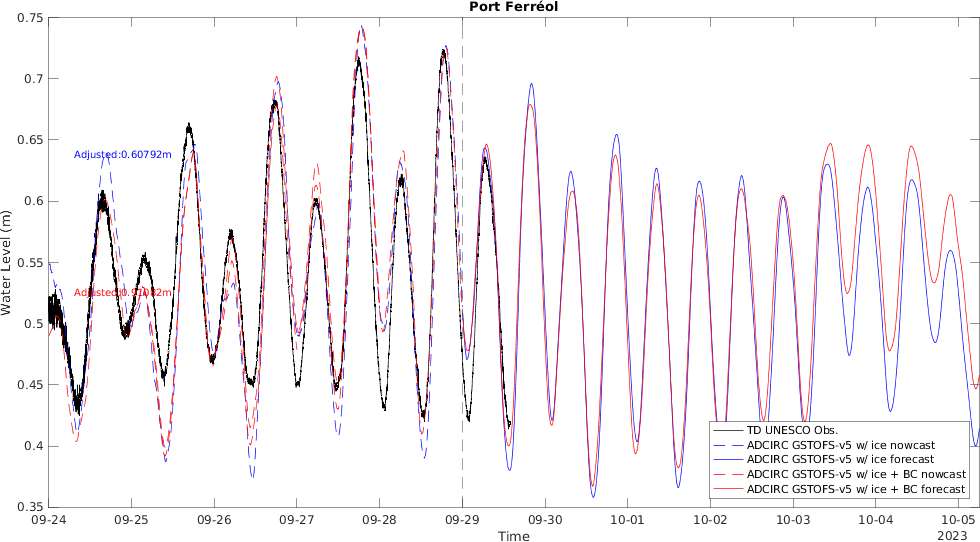 Port Ferréol
0.75
0.7
0.65
0.6
0.55
0.5
0.45
0.4
0.35
Water Level (m)
Adjusted:0.60792m
TD UNESCO Obs.
ADCIRC GSTOFS-v5 w/ ice nowcast
ADCIRC GSTOFS-v5 w/ ice forecast
ADCIRC GSTOFS-v5 w/ ice + BC nowcast
ADCIRC GSTOFS-v5 w/ ice + BC forecast
09-24 09-25 09-26 09-27 09-28 09-29 09-30 10-01 10-02 10-03 10-04 10-05
Time
2023